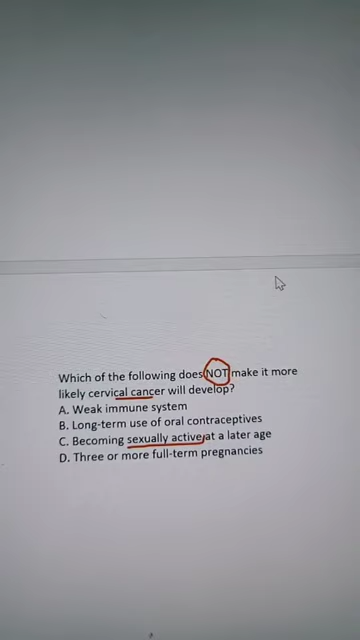 Which of the following does NOT make it more
likely cervical cancer will develop?
A. Weak immune system
B. Long-term use of oral contraceptives
C. Becoming sexually active at a later age
D. Three or more full-term pregnancies